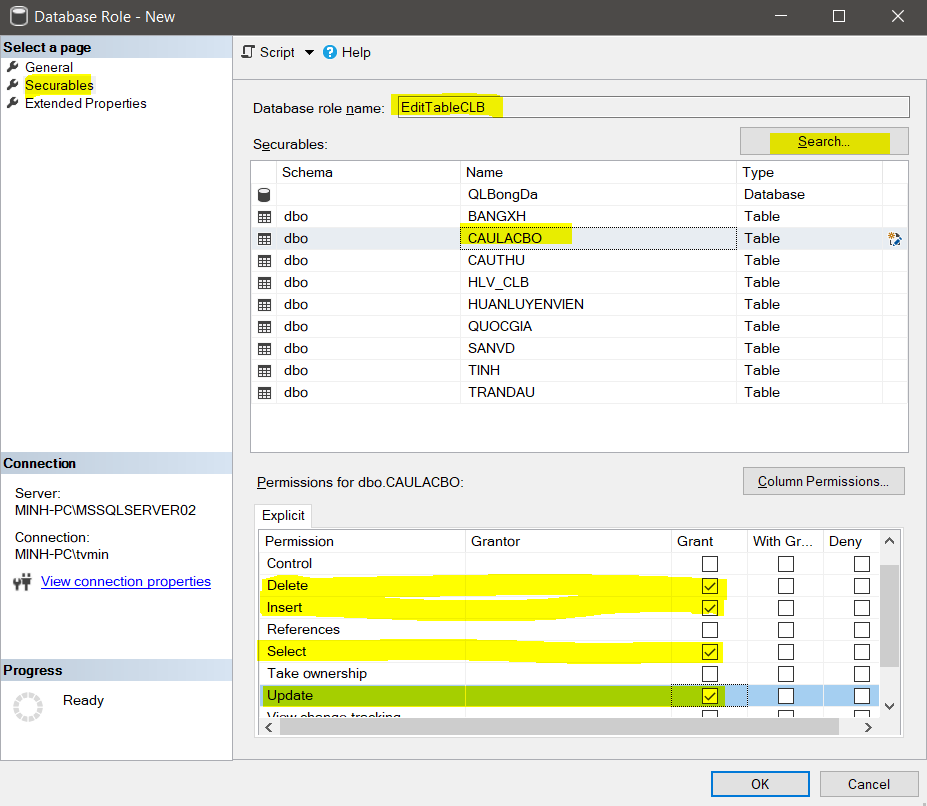 Database Role - New
Select a page
General
Securables
Extended Properties
Script
Help
Database role name:
EditTableCLB
Securables:
Search...
Schema Name Type
QLBongDa Database
dbo BANGXH Table
dbo CAULACBO Table
dbo CAUTHU Table
dbo HLV_CLB Table
dbo HUANLUYENVIEN Table
dbo QUOCGIA Table
dbo SANVD Table
dbo TINH Table
dbo TRANDAU Table
Connection
Server:
MINH-PC\MSSQLSERVER02
Connection:
MINH-PC\tvmin
View connection properties
Progress
Ready
Permissions for dbo.CAULACBO:
Column Permissions...
Explicit
Permission Grantor Grant With Gr... Deny
Control
Delete
Insert
References
Select
Take ownership
Update
View change tracking
OK
Cancel